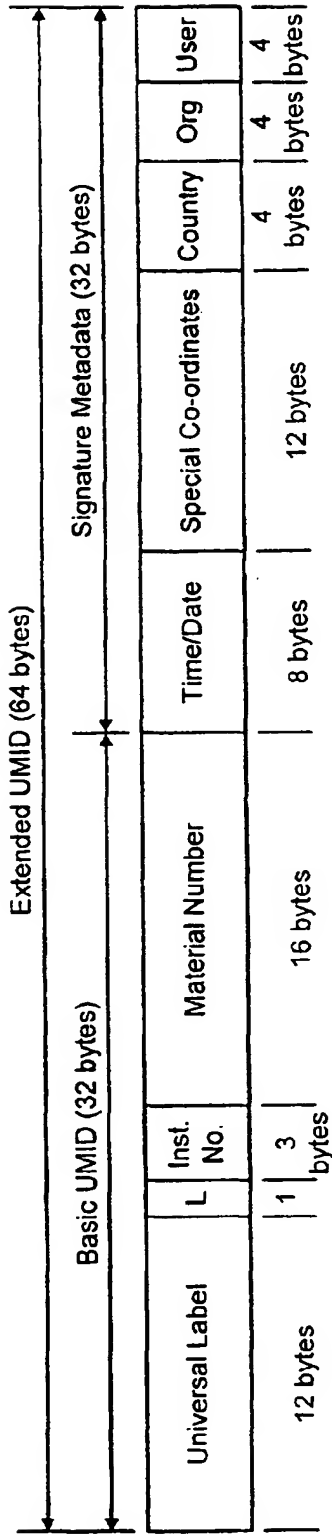 Extended UMID (64 bytes)
Basic UMID (32 bytes)
Signature Metadata (32 bytes)
Universal Label
L
Inst.
No.
Material Number
Time/Date
Special Co-ordinates
Country
Org
User
12 bytes
1
3
bytes
16 bytes
8 bytes
12 bytes
4
bytes
4
bytes
4
bytes